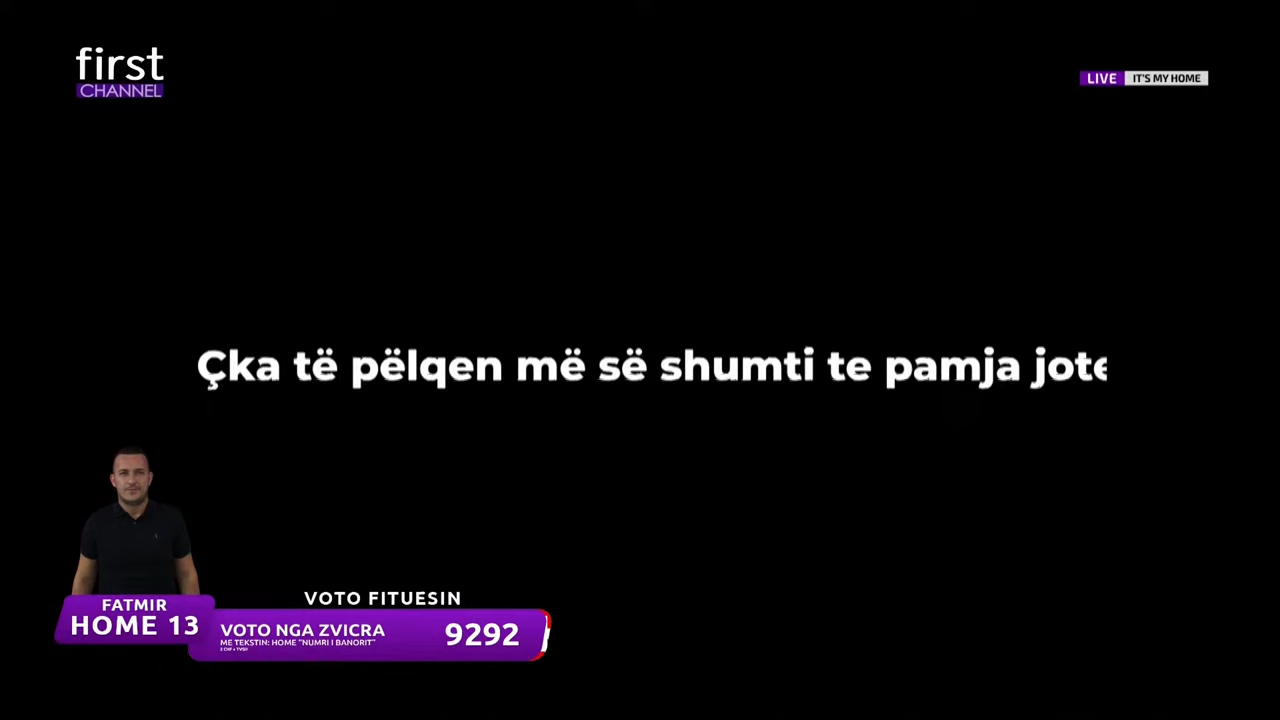 first
CHANNEL
LIVE IT'S MY HOME
Çka të pëlqen më së shumti te pamja jote
VOTO FITUESIN
FATMIR
HOME 13
VOTO NGA ZVICRA 9292
ME TEKSTIN: HOME "NUMRI I BANORIT"